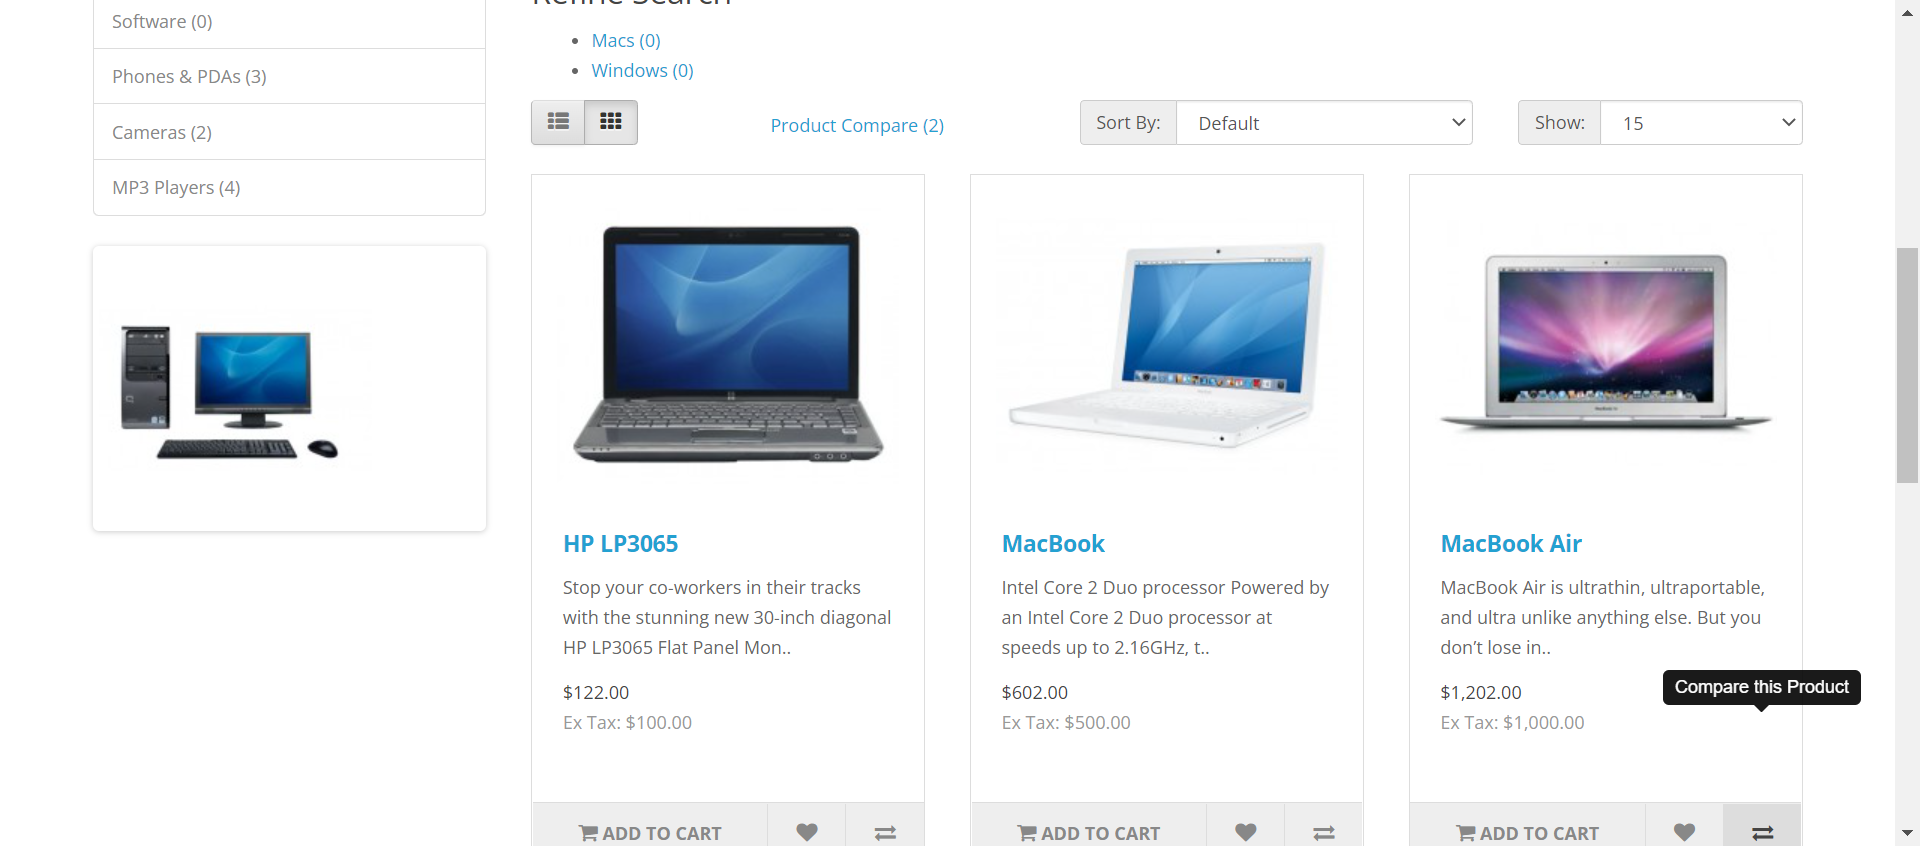 Software (0)
Phones & PDAs (3)
Cameras (2)
MP3 Players (4)
Refine Search
Macs (0)
Windows (0)
Product Compare (2)
Sort By:
Default
Show:
15
HP LP3065
Stop your co-workers in their tracks
with the stunning new 30-inch diagonal
HP LP3065 Flat Panel Mon..
$122.00
Ex Tax: $100.00
ADD TO CART
MacBook
Intel Core 2 Duo processor Powered by
an Intel Core 2 Duo processor at
speeds up to 2.16GHz, t..
$602.00
Ex Tax: $500.00
ADD TO CART
MacBook Air
MacBook Air is ultrathin, ultraportable,
and ultra unlike anything else. But you
don’t lose in..
$1,202.00
Ex Tax: $1,000.00
Compare this Product
ADD TO CART